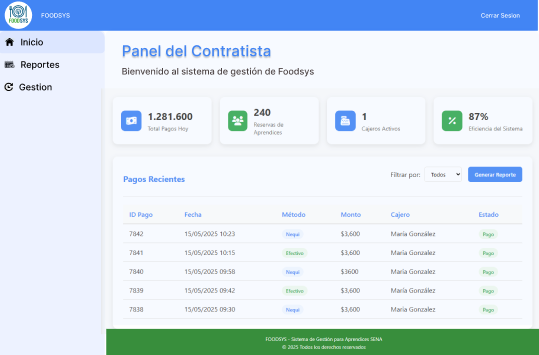 FOODSYS
FOODSYS
Cerrar Sesion
Inicio
Reportes
Gestion
Panel del Contratista
Bienvenido al sistema de gestión de Foodsys
1.281.600
Total Pagos Hoy
240
Reservas de
Aprendices
1
Cajeros Activos
87%
Eficiencia del Sistema
Pagos Recientes
Filtrar por:
Todos
Generar Reporte
ID Pago Fecha Método Monto Cajero Estado
7842 15/05/2025 10:23 Nequi $3,600 María González Pago
7841 15/05/2025 10:15 Efectivo $3,600 María González Pago
7840 15/05/2025 09:58 Nequi $3600 María Gonzalez Pago
7839 15/05/2025 09:42 Efectivo $3,600 María González Pago
7838 15/05/2025 09:30 Nequi $3,600 María González Pago
FOODSYS - Sistema de Gestión para Aprendices SENA
© 2025 Todos los derechos reservados